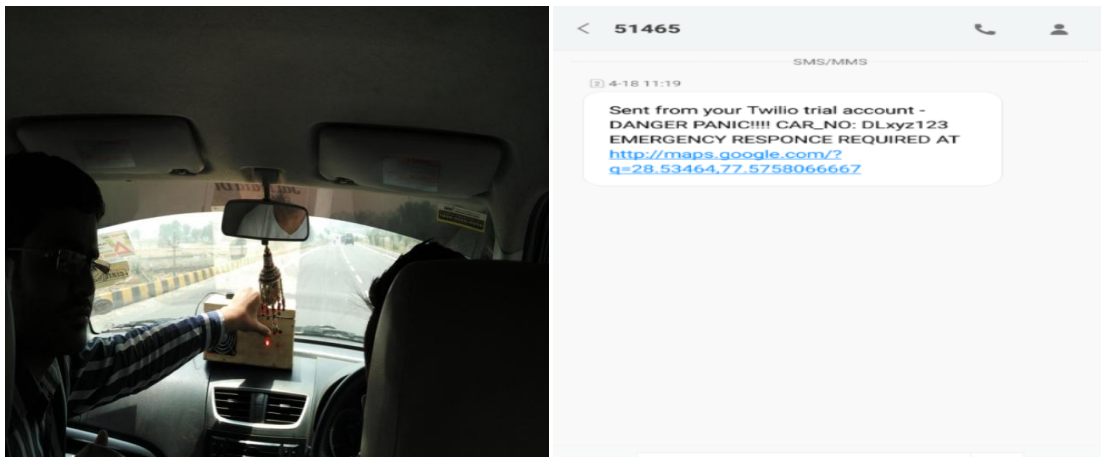 51465
SMS/MMS
2 4-18 11:19
Sent from your Twilio trial account -
DANGER PANIC!!!! CAR_NO: DLxyz123
EMERGENCY RESPONCE REQUIRED AT
http://maps.google.com/?
q=28.53464,77.5758066667